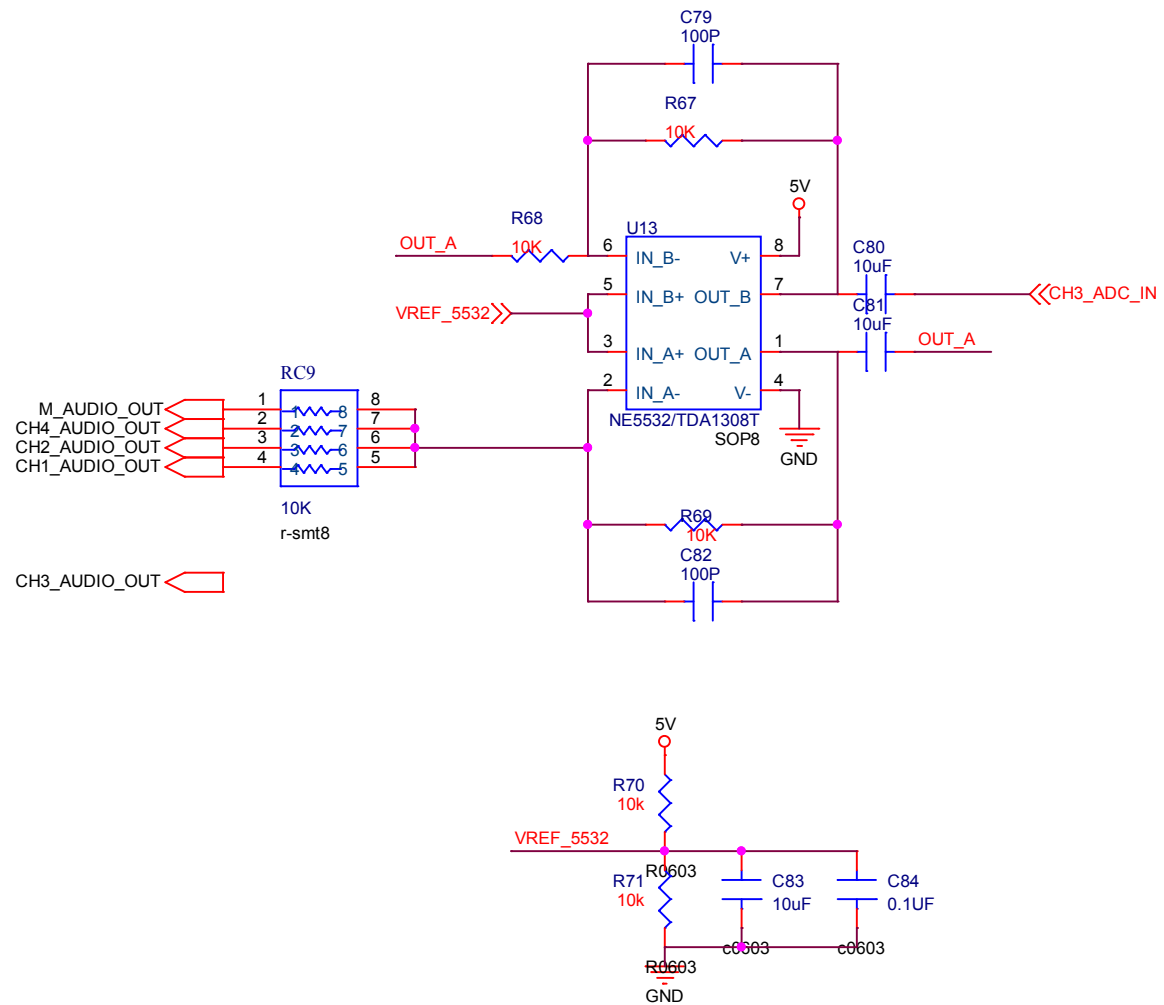 C79
100P
R67
10K
5V
R68
10K
OUT_A
U13
6 IN_B- V+ 8
5 IN_B+ OUT_B 7
3 IN_A+ OUT_A 1
2 IN_A- V- 4
NE5532/TDA1308T
SOP8
C80
10uF
CH3_ADC_IN
C81
10uF
OUT_A
VREF_5532
GND
RC9
M_AUDIO_OUT 1 1 8 8
CH4_AUDIO_OUT 2 2 7 7
CH2_AUDIO_OUT 3 3 6 6
CH1_AUDIO_OUT 4 4 5 5
10K
r-smt8
R69
10K
C82
100P
CH3_AUDIO_OUT
5V
R70
10k
VREF_5532
R0603
R71
10k
C83
10uF
C84
0.1UF
R0603
c0603
c0603
GND